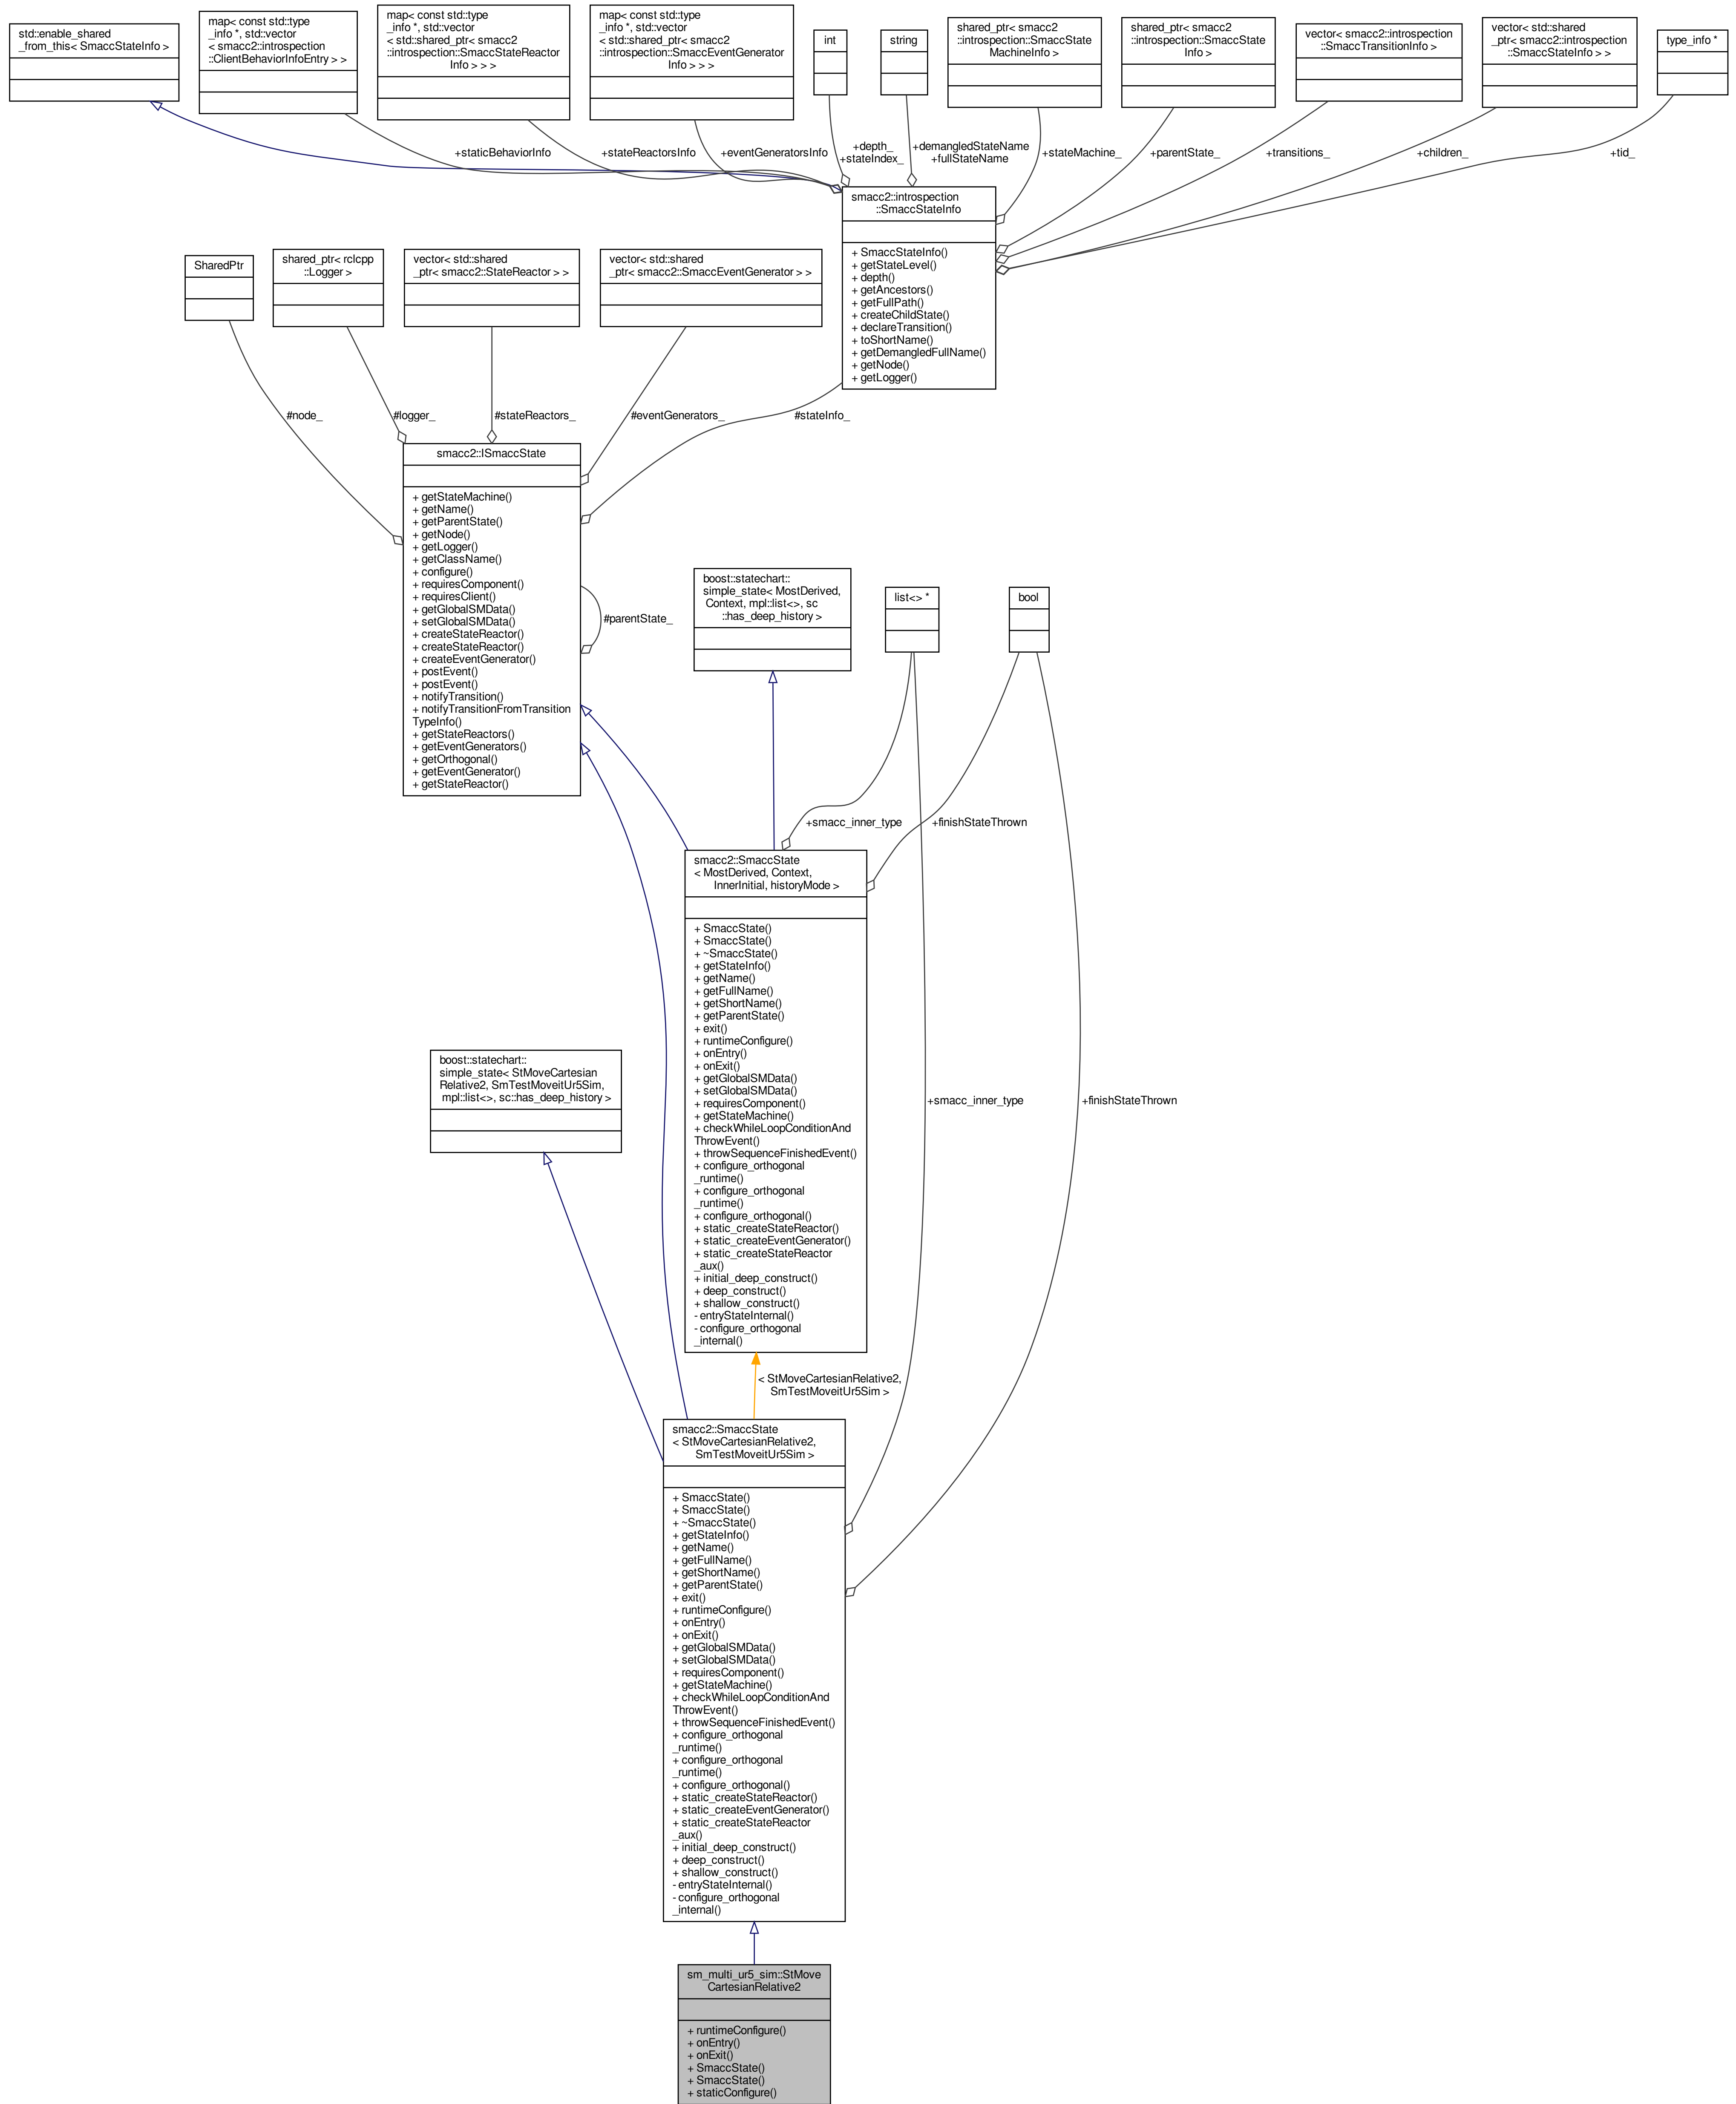 std::enable_shared
_from_this< SmaccStateInfo >
map< const std::type
_info *, std::vector
< smacc2::introspection
::ClientBehaviorInfoEntry > >
map< const std::type
_info *, std::vector
< std::shared_ptr< smacc2
::introspection::SmaccStateReactor
Info > > >
map< const std::type
_info *, std::vector
< std::shared_ptr< smacc2
::introspection::SmaccEventGenerator
Info > > >
int
string
shared_ptr< smacc2
::introspection::SmaccState
MachineInfo >
shared_ptr< smacc2
::introspection::SmaccState
Info >
vector< smacc2::introspection
::SmaccTransitionInfo >
vector< std::shared
_ptr< smacc2::introspection
::SmaccStateInfo > >
type_info *
+staticBehaviorInfo
+stateReactorsInfo
+eventGeneratorsInfo
+depth_
+stateIndex_
+demangledStateName
+fullStateName
+stateMachine_
+parentState_
+transitions_
+children_
+tid_
smacc2::introspection
::SmaccStateInfo
+ SmaccStateInfo()
+ getStateLevel()
+ depth()
+ getAncestors()
+ getFullPath()
+ createChildState()
+ declareTransition()
+ toShortName()
+ getDemangledFullName()
+ getNode()
+ getLogger()
SharedPtr
shared_ptr< rclcpp
::Logger >
vector< std::shared
_ptr< smacc2::StateReactor > >
vector< std::shared
_ptr< smacc2::SmaccEventGenerator > >
#node_
#logger_
#stateReactors_
#eventGenerators_
#stateInfo_
smacc2::ISmaccState
+ getStateMachine()
+ getName()
+ getParentState()
+ getNode()
+ getLogger()
+ getClassName()
+ configure()
+ requiresComponent()
+ requiresClient()
+ getGlobalSMData()
+ setGlobalSMData()
+ createStateReactor()
+ createStateReactor()
+ createEventGenerator()
+ postEvent()
+ postEvent()
+ notifyTransition()
+ notifyTransitionFromTransition
TypeInfo()
+ getStateReactors()
+ getEventGenerators()
+ getOrthogonal()
+ getEventGenerator()
+ getStateReactor()
#parentState_
boost::statechart::
simple_state< MostDerived,
Context, mpl::list<>, sc
::has_deep_history >
list<> *
bool
+smacc_inner_type
+finishStateThrown
smacc2::SmaccState
< MostDerived, Context,
InnerInitial, historyMode >
+ SmaccState()
+ SmaccState()
+ ~SmaccState()
+ getStateInfo()
+ getName()
+ getFullName()
+ getShortName()
+ getParentState()
+ exit()
+ runtimeConfigure()
+ onEntry()
+ onExit()
+ getGlobalSMData()
+ setGlobalSMData()
+ requiresComponent()
+ getStateMachine()
+ checkWhileLoopConditionAnd
ThrowEvent()
+ throwSequenceFinishedEvent()
+ configure_orthogonal
_runtime()
+ configure_orthogonal
_runtime()
+ configure_orthogonal()
+ static_createStateReactor()
+ static_createEventGenerator()
+ static_createStateReactor
_aux()
+ initial_deep_construct()
+ deep_construct()
+ shallow_construct()
- entryStateInternal()
- configure_orthogonal
_internal()
boost::statechart::
simple_state< StMoveCartesian
Relative2, SmTestMoveitUr5Sim,
mpl::list<>, sc::has_deep_history >
+smacc_inner_type
+finishStateThrown
< StMoveCartesianRelative2,
SmTestMoveitUr5Sim >
smacc2::SmaccState
< StMoveCartesianRelative2,
SmTestMoveitUr5Sim >
+ SmaccState()
+ SmaccState()
+ ~SmaccState()
+ getStateInfo()
+ getName()
+ getFullName()
+ getShortName()
+ getParentState()
+ exit()
+ runtimeConfigure()
+ onEntry()
+ onExit()
+ getGlobalSMData()
+ setGlobalSMData()
+ requiresComponent()
+ getStateMachine()
+ checkWhileLoopConditionAnd
ThrowEvent()
+ throwSequenceFinishedEvent()
+ configure_orthogonal
_runtime()
+ configure_orthogonal
_runtime()
+ configure_orthogonal()
+ static_createStateReactor()
+ static_createEventGenerator()
+ static_createStateReactor
_aux()
+ initial_deep_construct()
+ deep_construct()
+ shallow_construct()
- entryStateInternal()
- configure_orthogonal
_internal()
sm_multi_ur5_sim::StMove
CartesianRelative2
+ runtimeConfigure()
+ onEntry()
+ onExit()
+ SmaccState()
+ SmaccState()
+ staticConfigure()